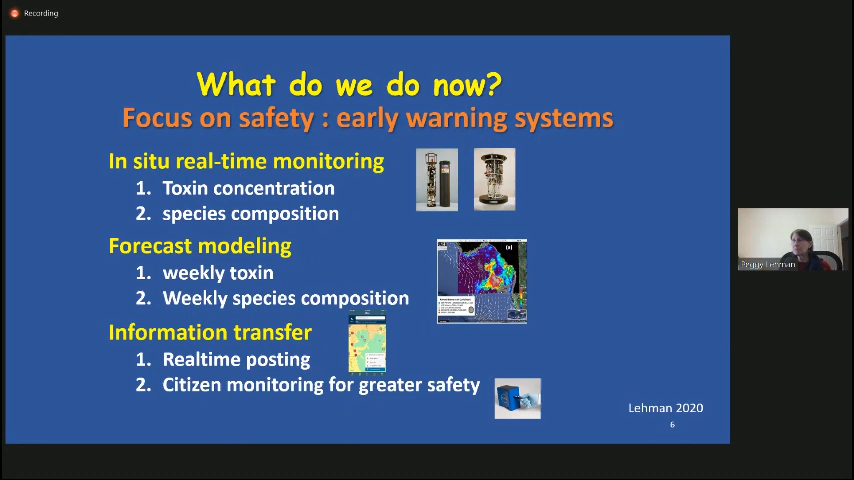 Recording
What do we do now?
Focus on safety : early warning systems
In situ real-time monitoring
1. Toxin concentration
2. species composition
Forecast modeling
1. weekly toxin
2. Weekly species composition
Information transfer
1. Realtime posting
2. Citizen monitoring for greater safety
Lehman 2020
6
Peggy Lehman